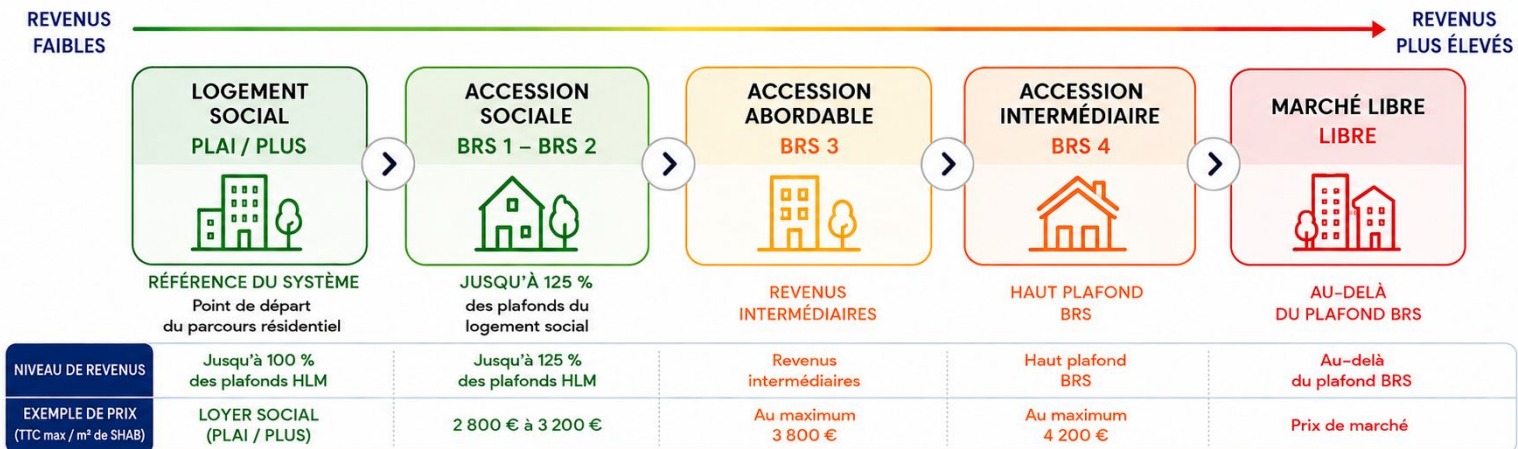 REVENUS
FAIBLES
REVENUS
PLUS ÉLEVÉS
LOGEMENT
SOCIAL
PLAI / PLUS
ACCESSION
SOCIALE
BRS 1 – BRS 2
ACCESSION
ABORDABLE
BRS 3
ACCESSION
INTERMÉDIAIRE
BRS 4
MARCHÉ LIBRE
LIBRE
RÉFÉRENCE DU SYSTÈME
Point de départ
du parcours résidentiel
JUSQU'À 125 %
des plafonds du
logement social
REVENUS
INTERMÉDIAIRES
HAUT PLAFOND
BRS
AU-DELÀ
DU PLAFOND BRS
NIVEAU DE REVENUS
Jusqu'à 100 %
des plafonds HLM
Jusqu'à 125 %
des plafonds HLM
Revenus
intermédiaires
Haut plafond
BRS
Au-delà
du plafond BRS
EXEMPLE DE PRIX
(TTC max / m² de SHAB)
LOYER SOCIAL
(PLAI / PLUS)
2 800 € à 3 200 €
Au maximum
3 800 €
Au maximum
4 200 €
Prix de marché